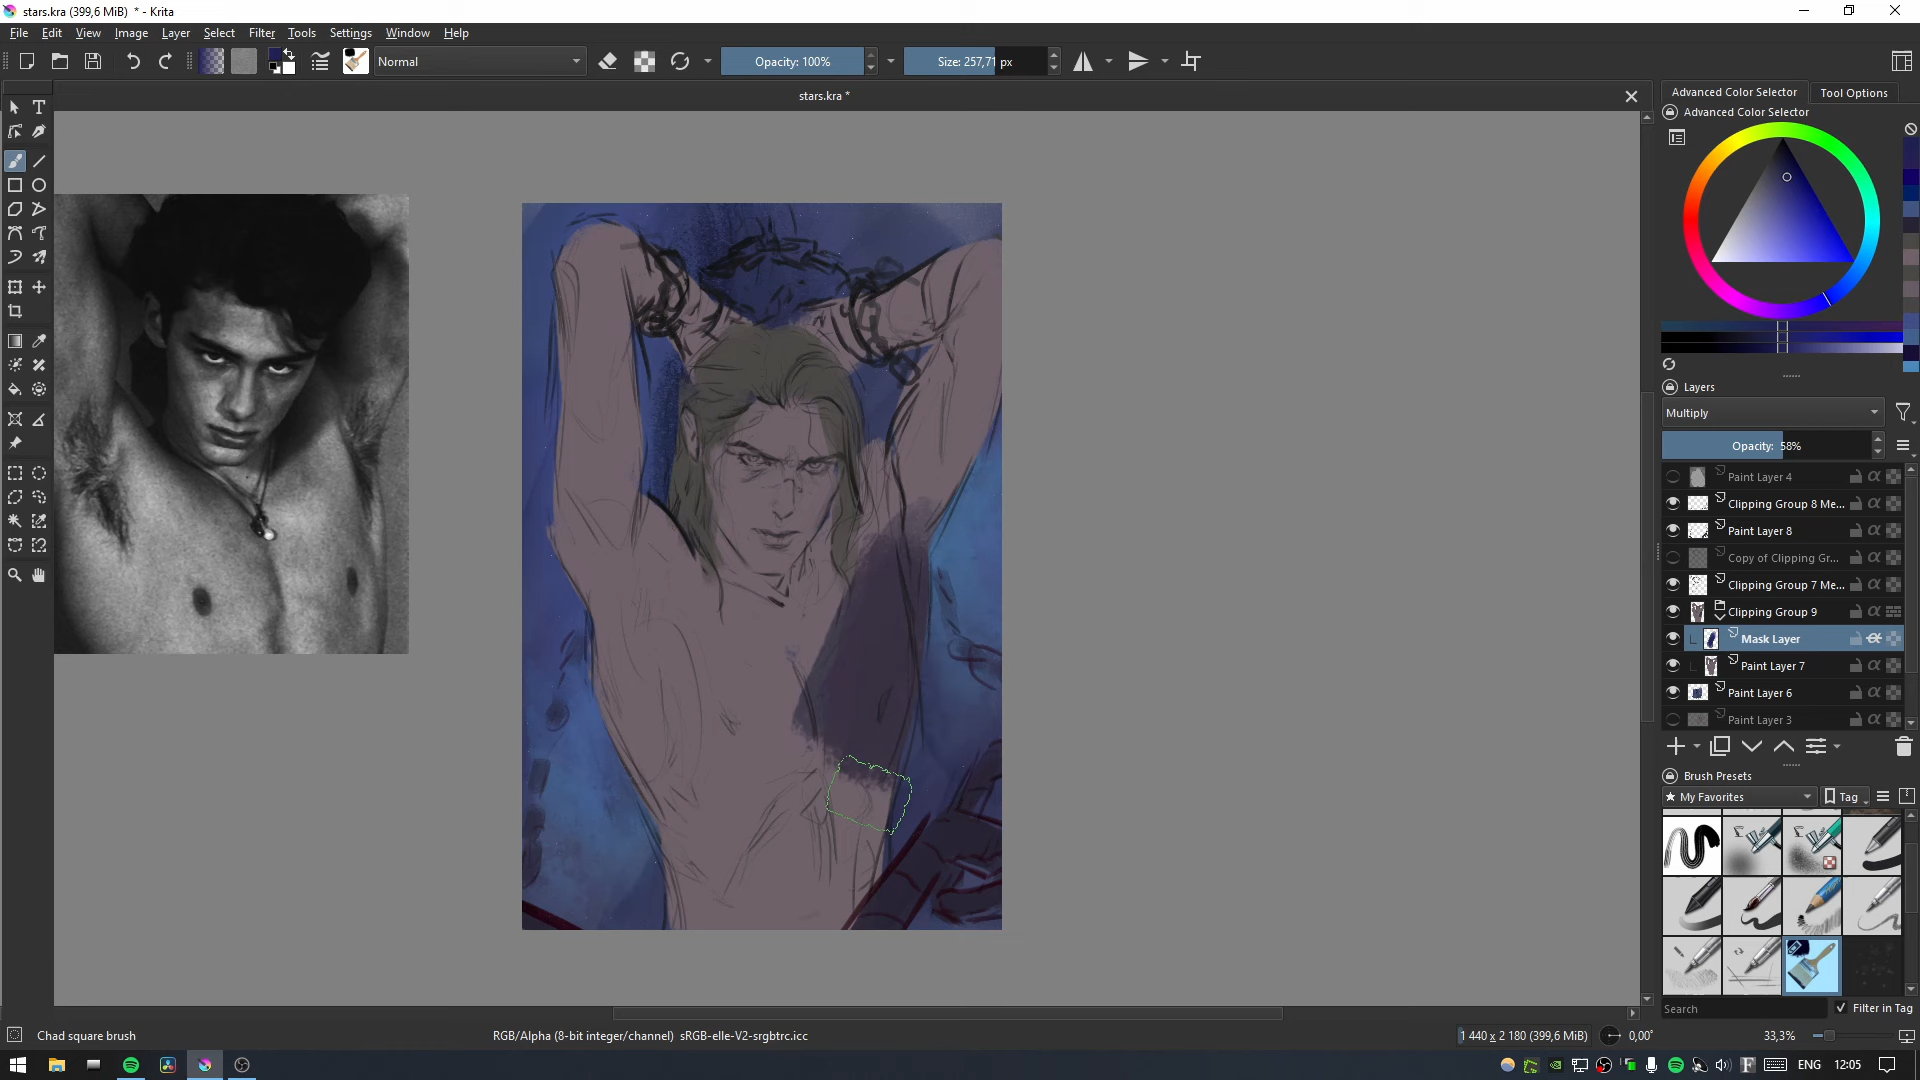 stars.kra (399,6 MiB) * - Krita
File Edit View Image Layer Select Filter Tools Settings Window Help
Normal
Opacity: 100%
Size: 257,71 px
stars.kra *
Advanced Color Selector
Tool Options
Advanced Color Selector
Layers
Multiply
Opacity: 58%
Paint Layer 4
Clipping Group 8 Me...
Paint Layer 8
Copy of Clipping Gr...
Clipping Group 7 Me...
Clipping Group 9
Mask Layer
Paint Layer 7
Paint Layer 6
Paint Layer 3
Brush Presets
★ My Favorites
Tag
Search
Filter in Tag
Chad square brush
RGB/Alpha (8-bit integer/channel) sRGB-elle-V2-srgbtrc.icc
1 440 x 2 180 (399,6 MiB)
0,00°
33,3%
ENG
12:05